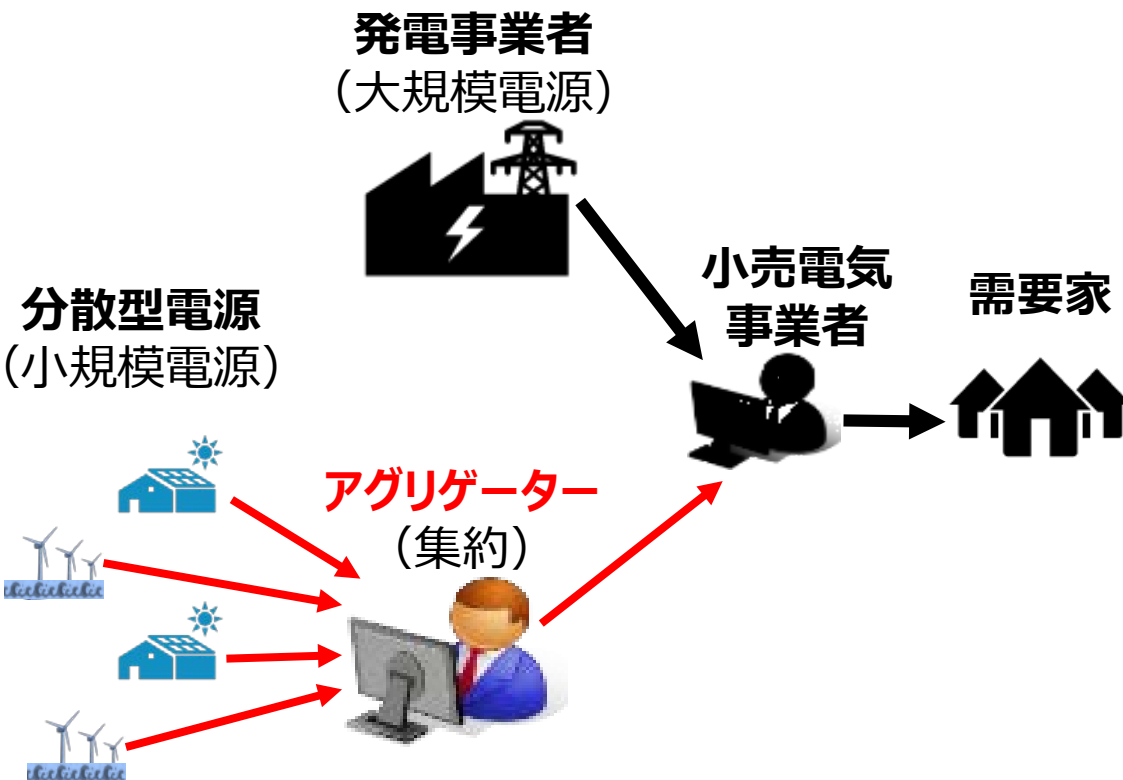 発電事業者
（大規模電源）
小売電気
事業者
需要家
分散型電源
（小規模電源）
アグリゲーター
（集約）